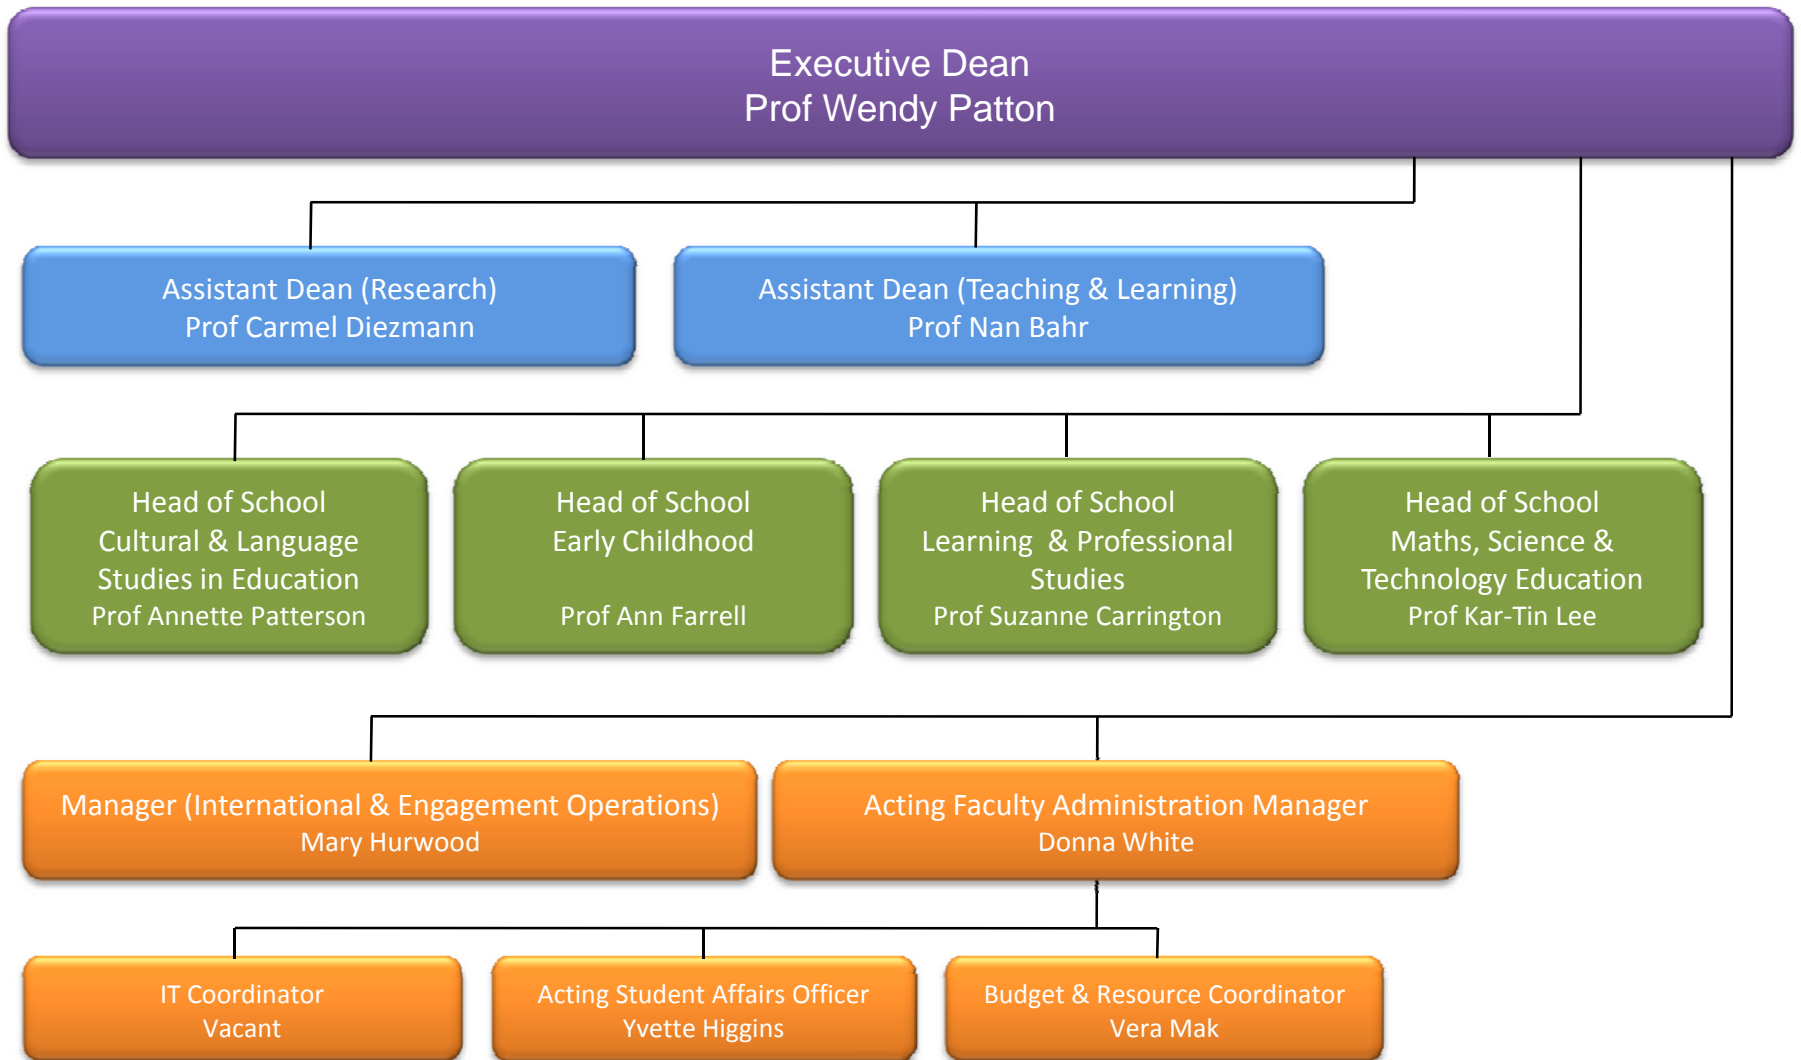 Executive Dean
Prof Wendy Patton
Assistant Dean (Research)
Prof Carmel Diezmann
Assistant Dean (Teaching & Learning)
Prof Nan Bahr
Head of School
Cultural & Language
Studies in Education
Prof Annette Patterson
Head of School
Early Childhood
Prof Ann Farrell
Head of School
Learning & Professional
Studies
Prof Suzanne Carrington
Head of School
Maths, Science &
Technology Education
Prof Kar-Tin Lee
Manager (International & Engagement Operations)
Mary Hurwood
Acting Faculty Administration Manager
Donna White
IT Coordinator
Vacant
Acting Student Affairs Officer
Yvette Higgins
Budget & Resource Coordinator
Vera Mak